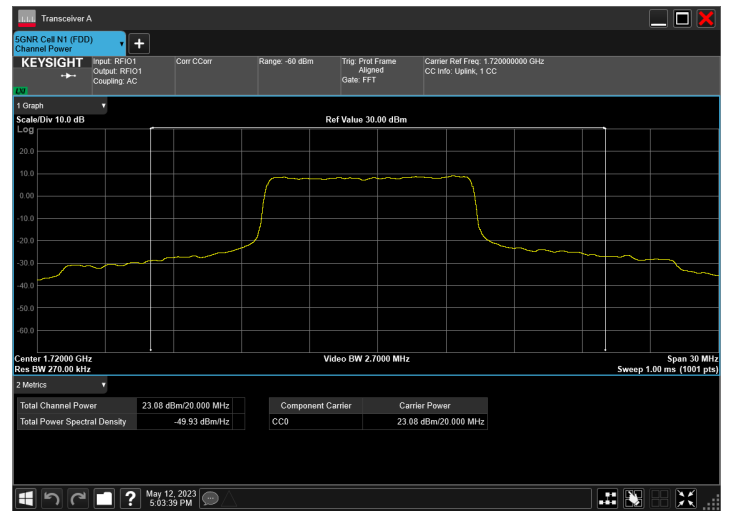 Transceiver A
5GNR Cell N1 (FDD)
Channel Power
+
KEYSIGHT
Input: RFIO1
Output: RFIO1
Coupling: AC
Corr CCorr
Range: -60 dBm
Trig: Prot Frame
Aligned
Gate: FFT
Carrier Ref Freq: 1.720000000 GHz
CC Info: Uplink, 1 CC
LXI
1 Graph
Scale/Div 10.0 dB
Ref Value 30.00 dBm
Log
20.0
10.0
0.00
-10.0
-20.0
-30.0
-40.0
-50.0
-60.0
Center 1.72000 GHz
Video BW 2.7000 MHz
Span 30 MHz
Res BW 270.00 kHz
Sweep 1.00 ms (1001 pts)
2 Metrics
Total Channel Power 23.08 dBm/20.000 MHz
Total Power Spectral Density -49.93 dBm/Hz
Component Carrier Carrier Power
CC0 23.08 dBm/20.000 MHz
?
May 12, 2023
5:03:39 PM